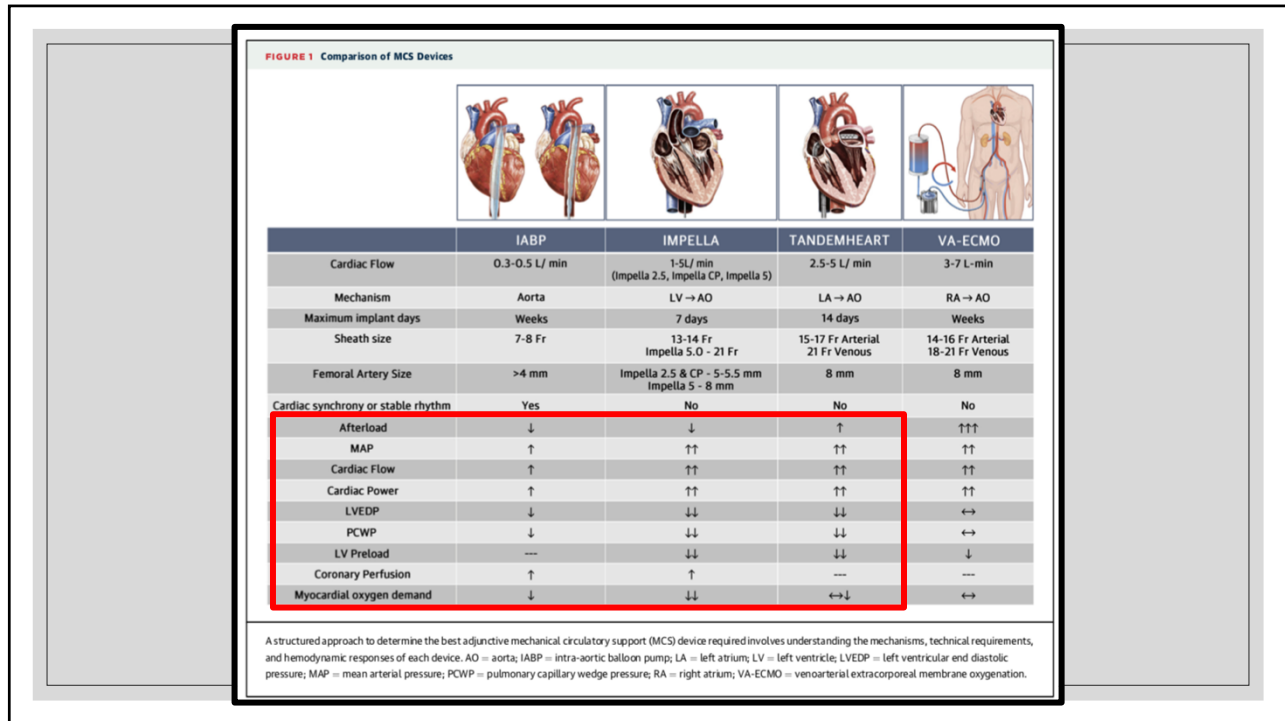 FIGURE 1 Comparison of MCS Devices
IABP IMPELLA TANDEMHEART VA-ECMO
Cardiac Flow 0.3-0.5 L/ min 1-5L/ min 2.5-5 L/ min 3-7 L-min
(Impella 2.5, Impella CP, Impella 5)
Mechanism Aorta LV → AO LA → AO RA → AO
Maximum implant days Weeks 7 days 14 days Weeks
Sheath size 7-8 Fr 13-14 Fr 15-17 Fr Arterial 14-16 Fr Arterial
Impella 5.0 - 21 Fr 21 Fr Venous 18-21 Fr Venous
Femoral Artery Size >4 mm Impella 2.5 & CP - 5-5.5 mm 8 mm 8 mm
Impella 5 - 8 mm
Cardiac synchrony or stable rhythm Yes No No No
Afterload ↓ ↓ ↑ ↑↑↑
MAP ↑ ↑↑ ↑↑ ↑↑
Cardiac Flow ↑ ↑↑ ↑↑ ↑↑
Cardiac Power ↑ ↑↑ ↑↑ ↑↑
LVEDP ↓ ↓↓ ↓↓ ↔
PCWP ↓ ↓↓ ↓↓ ↔
LV Preload --- ↓↓ ↓↓ ↓
Coronary Perfusion ↑ ↑ --- ---
Myocardial oxygen demand ↓ ↓↓ ↔↓ ↔
A structured approach to determine the best adjunctive mechanical circulatory support (MCS) device required involves understanding the mechanisms, technical requirements,
and hemodynamic responses of each device. AO = aorta; IABP = intra-aortic balloon pump; LA = left atrium; LV = left ventricle; LVEDP = left ventricular end diastolic
pressure; MAP = mean arterial pressure; PCWP = pulmonary capillary wedge pressure; RA = right atrium; VA-ECMO = venoarterial extracorporeal membrane oxygenation.